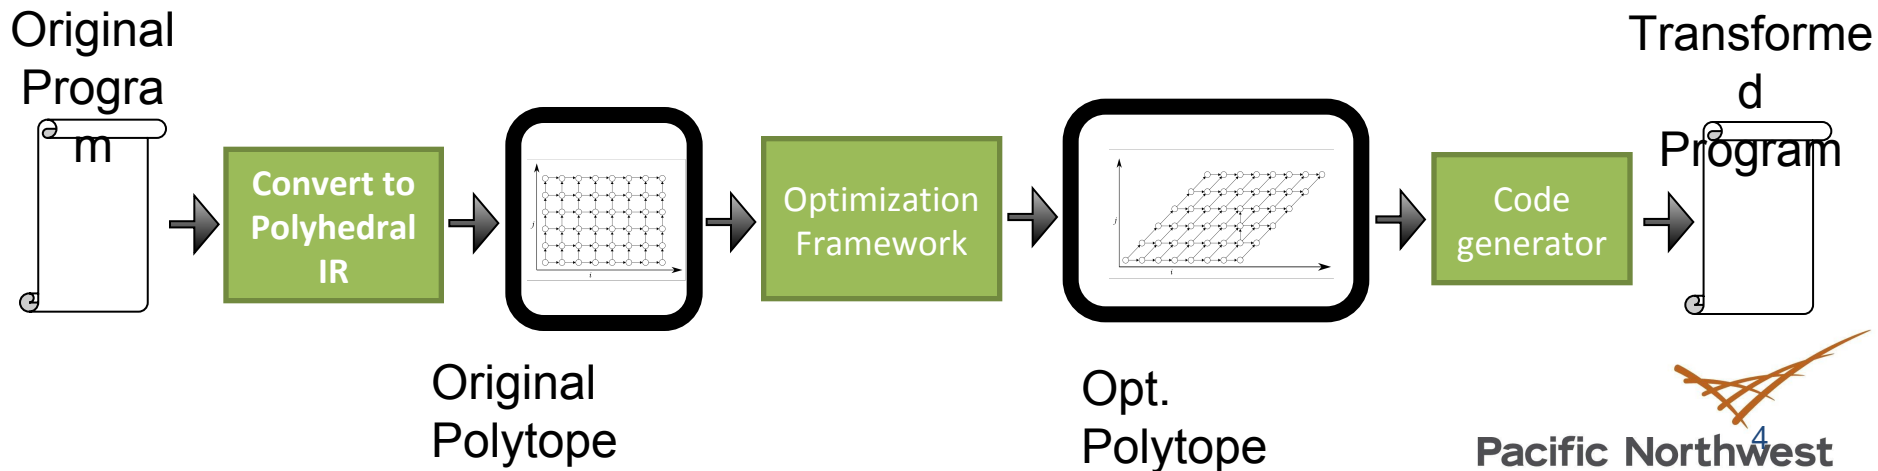 Original
Progra
m
Convert to
Polyhedral
IR
j
i
Original
Polytope
Optimization
Framework
j
i
Opt.
Polytope
Code
generator
Transforme
d
Program
Pacific Northwest
4